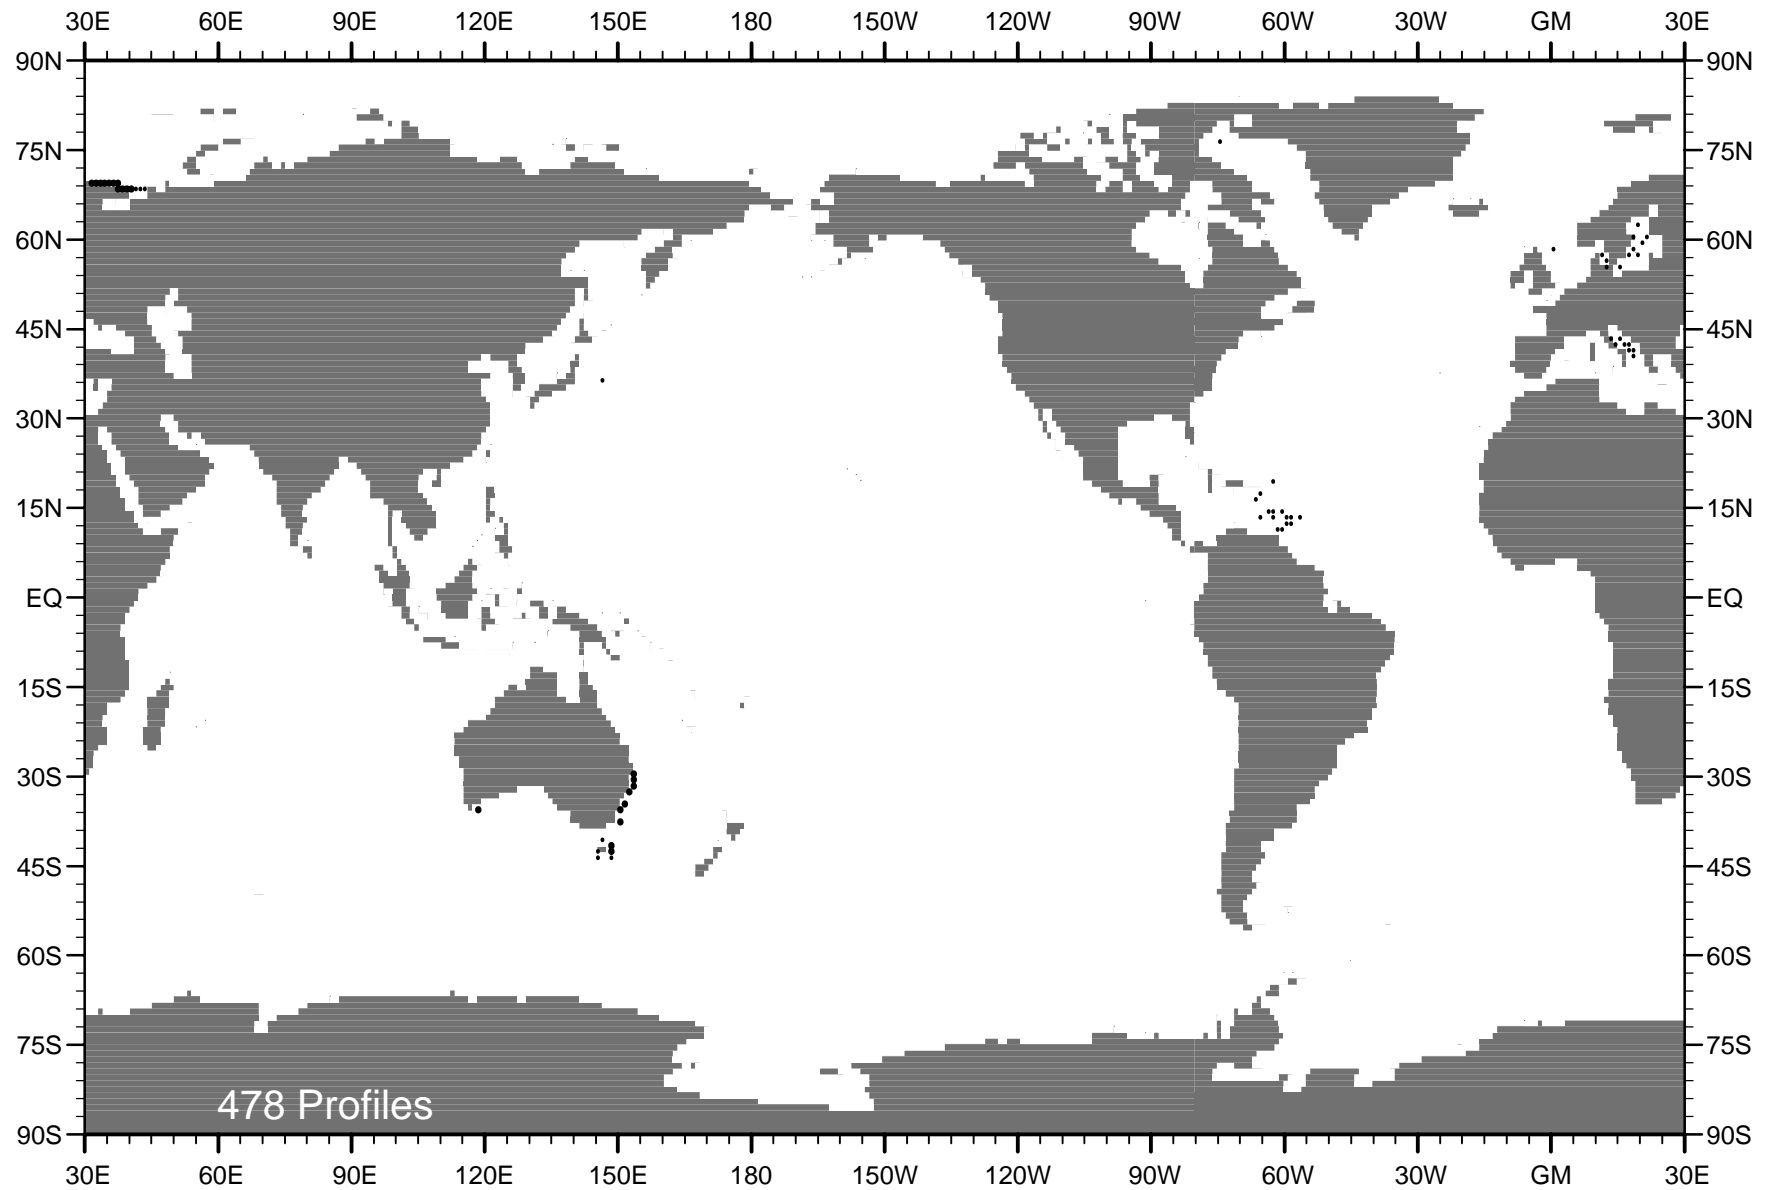 30E 60E 90E 120E 150E 180 150W 120W 90W 60W 30W GM 30E
90N 90N
75N 75N
60N 60N
45N 45N
30N 30N
15N 15N
EQ EQ
15S 15S
30S 30S
45S 45S
60S 60S
75S 75S
478 Profiles
90S 90S
30E 60E 90E 120E 150E 180 150W 120W 90W 60W 30W GM 30E